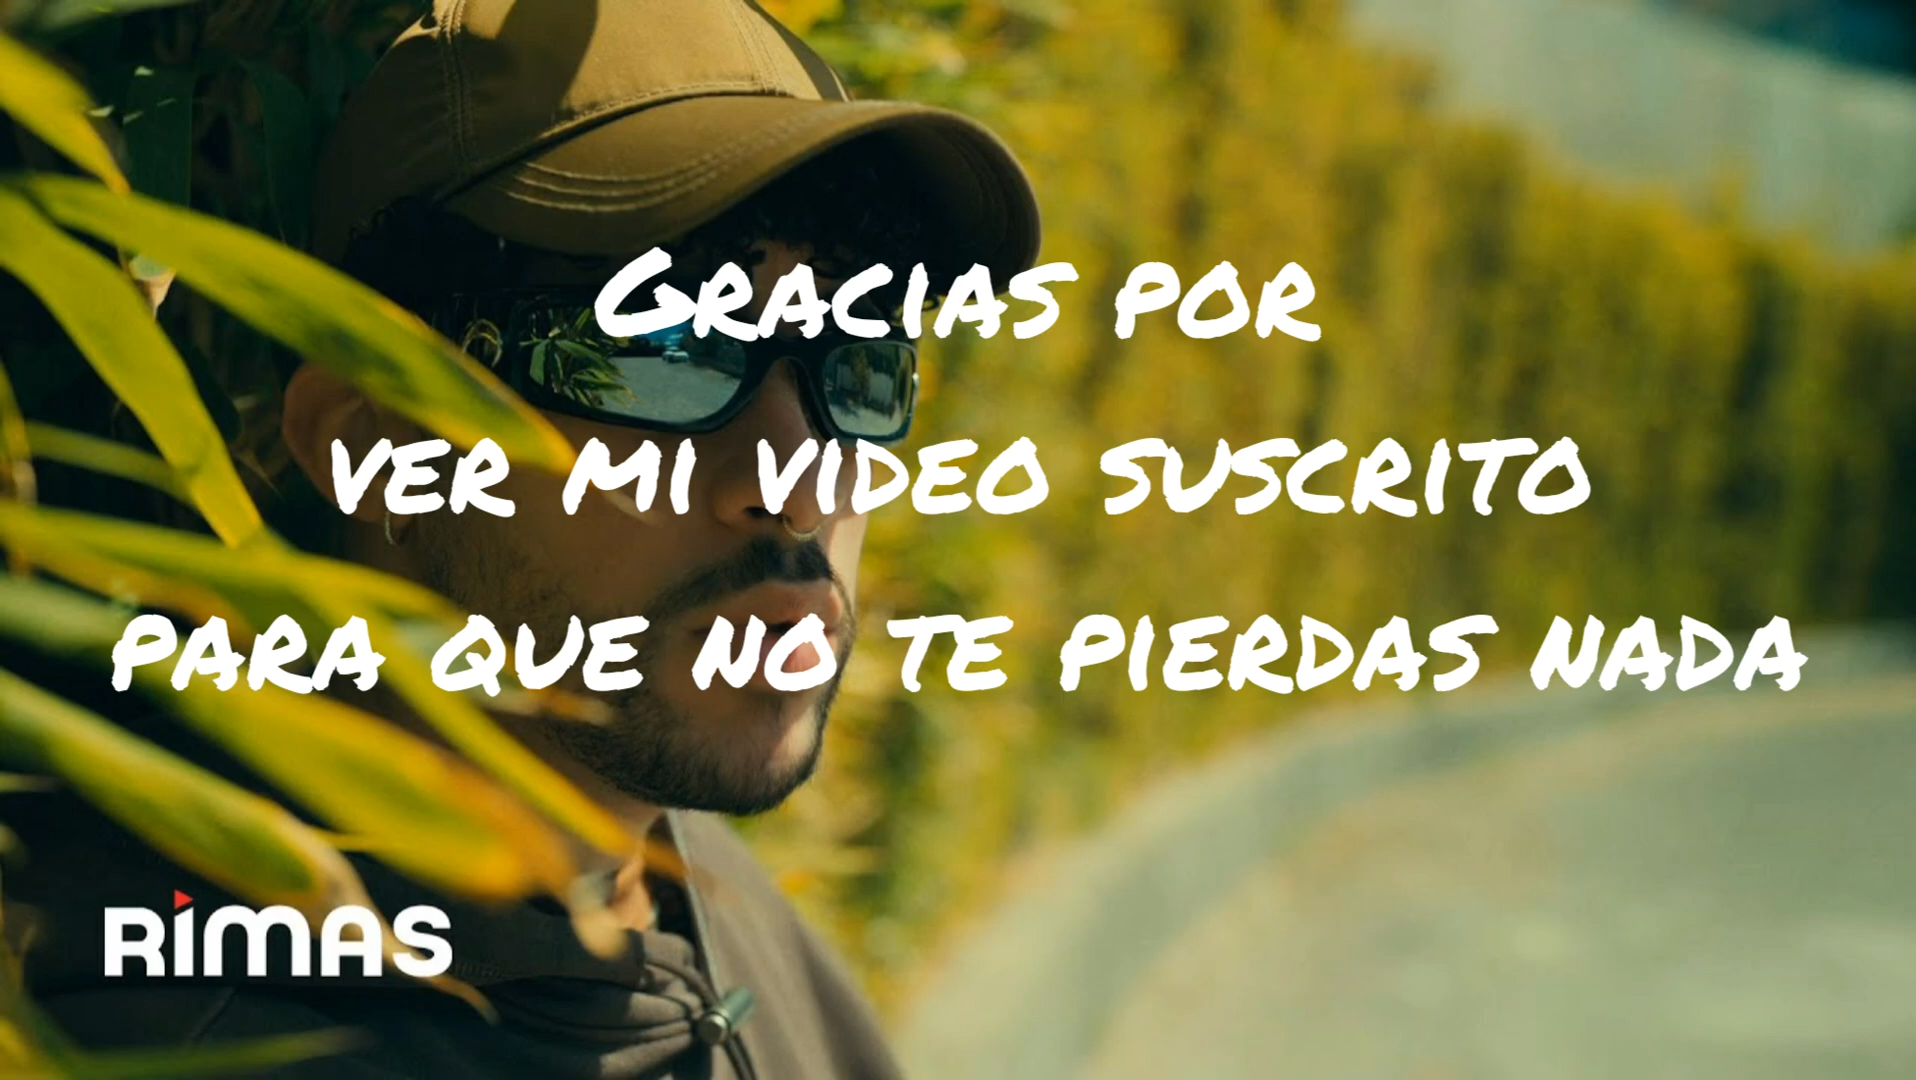 Gracias por
ver mi video suscrito
para que no te pierdas nada
RIMAS